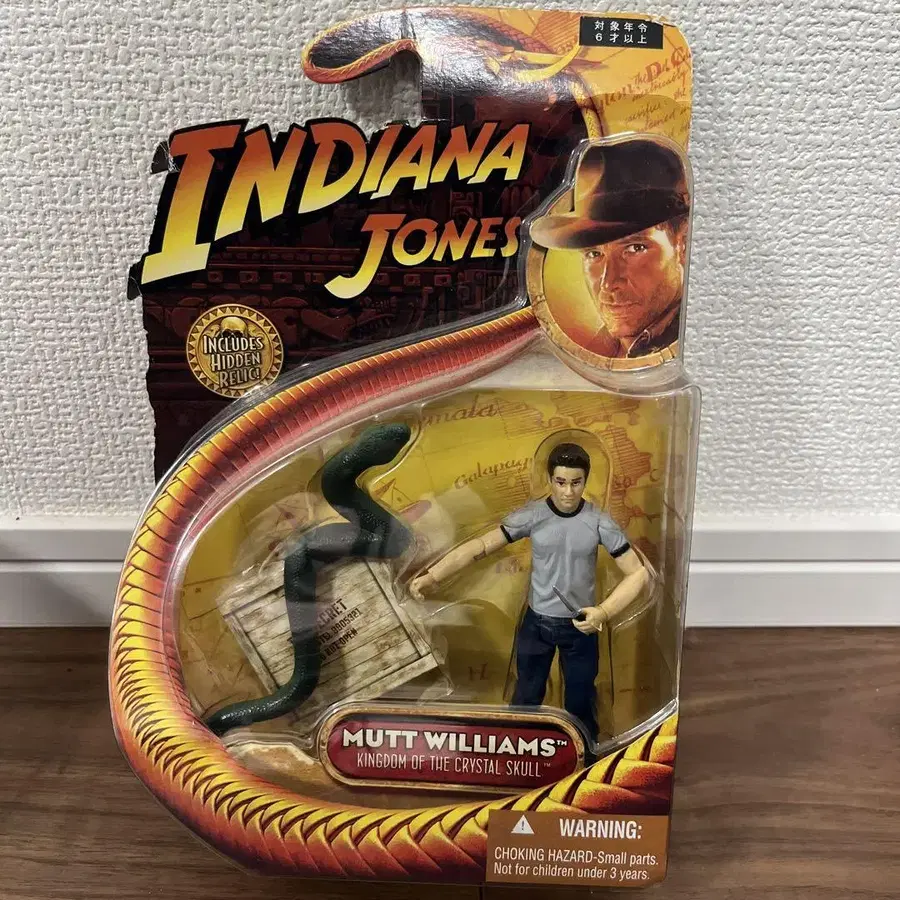 対象年令
6才以上
INDIANA
JONES
INCLUDES
HIDDEN
RELIC!
Galapag
MUTT WILLIAMS™
KINGDOM OF THE CRYSTAL SKULL™
WARNING:
CHOKING HAZARD-Small parts.
Not for children under 3 years.